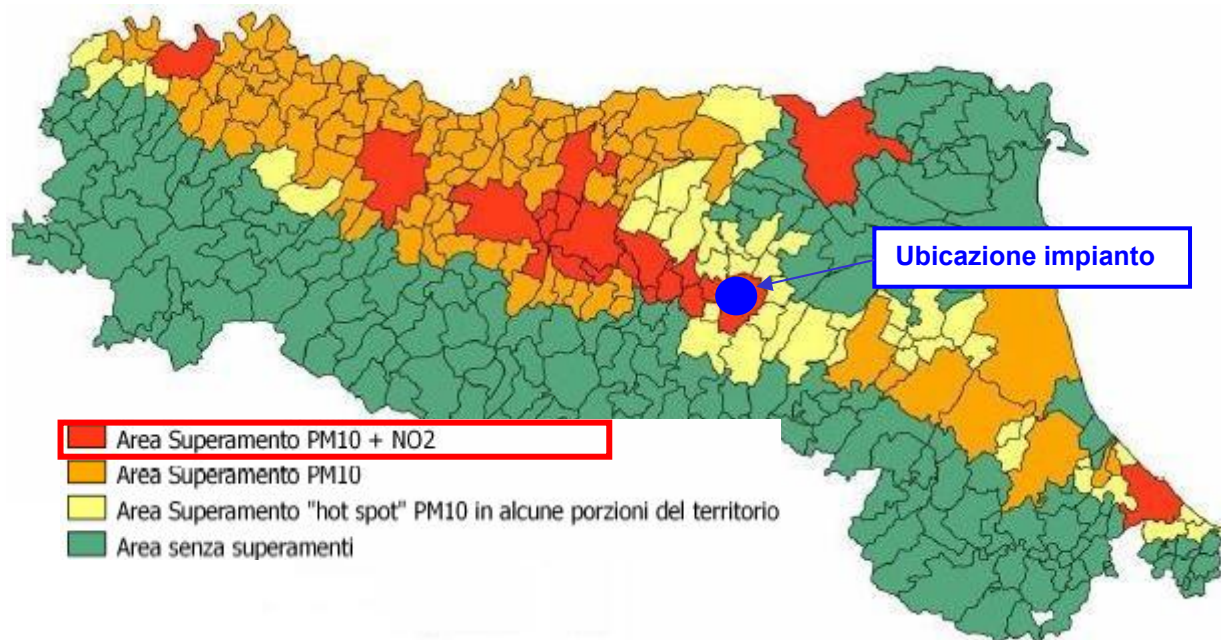 Ubicazione impianto
Area Superamento PM10 + NO2
Area Superamento PM10
Area Superamento "hot spot" PM10 in alcune porzioni del territorio
Area senza superamenti